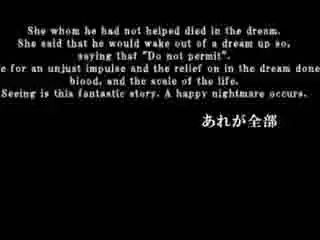 She whom he had not helped died in the dream.
She said that he would wake out of a dream up so,
saying that "Do not permit".
e for an unjust impulse and the relief on in the dream done
blood, and the scale of the life.
Seeing is this fantastic story. A happy nightmare occurs.
あれが全部